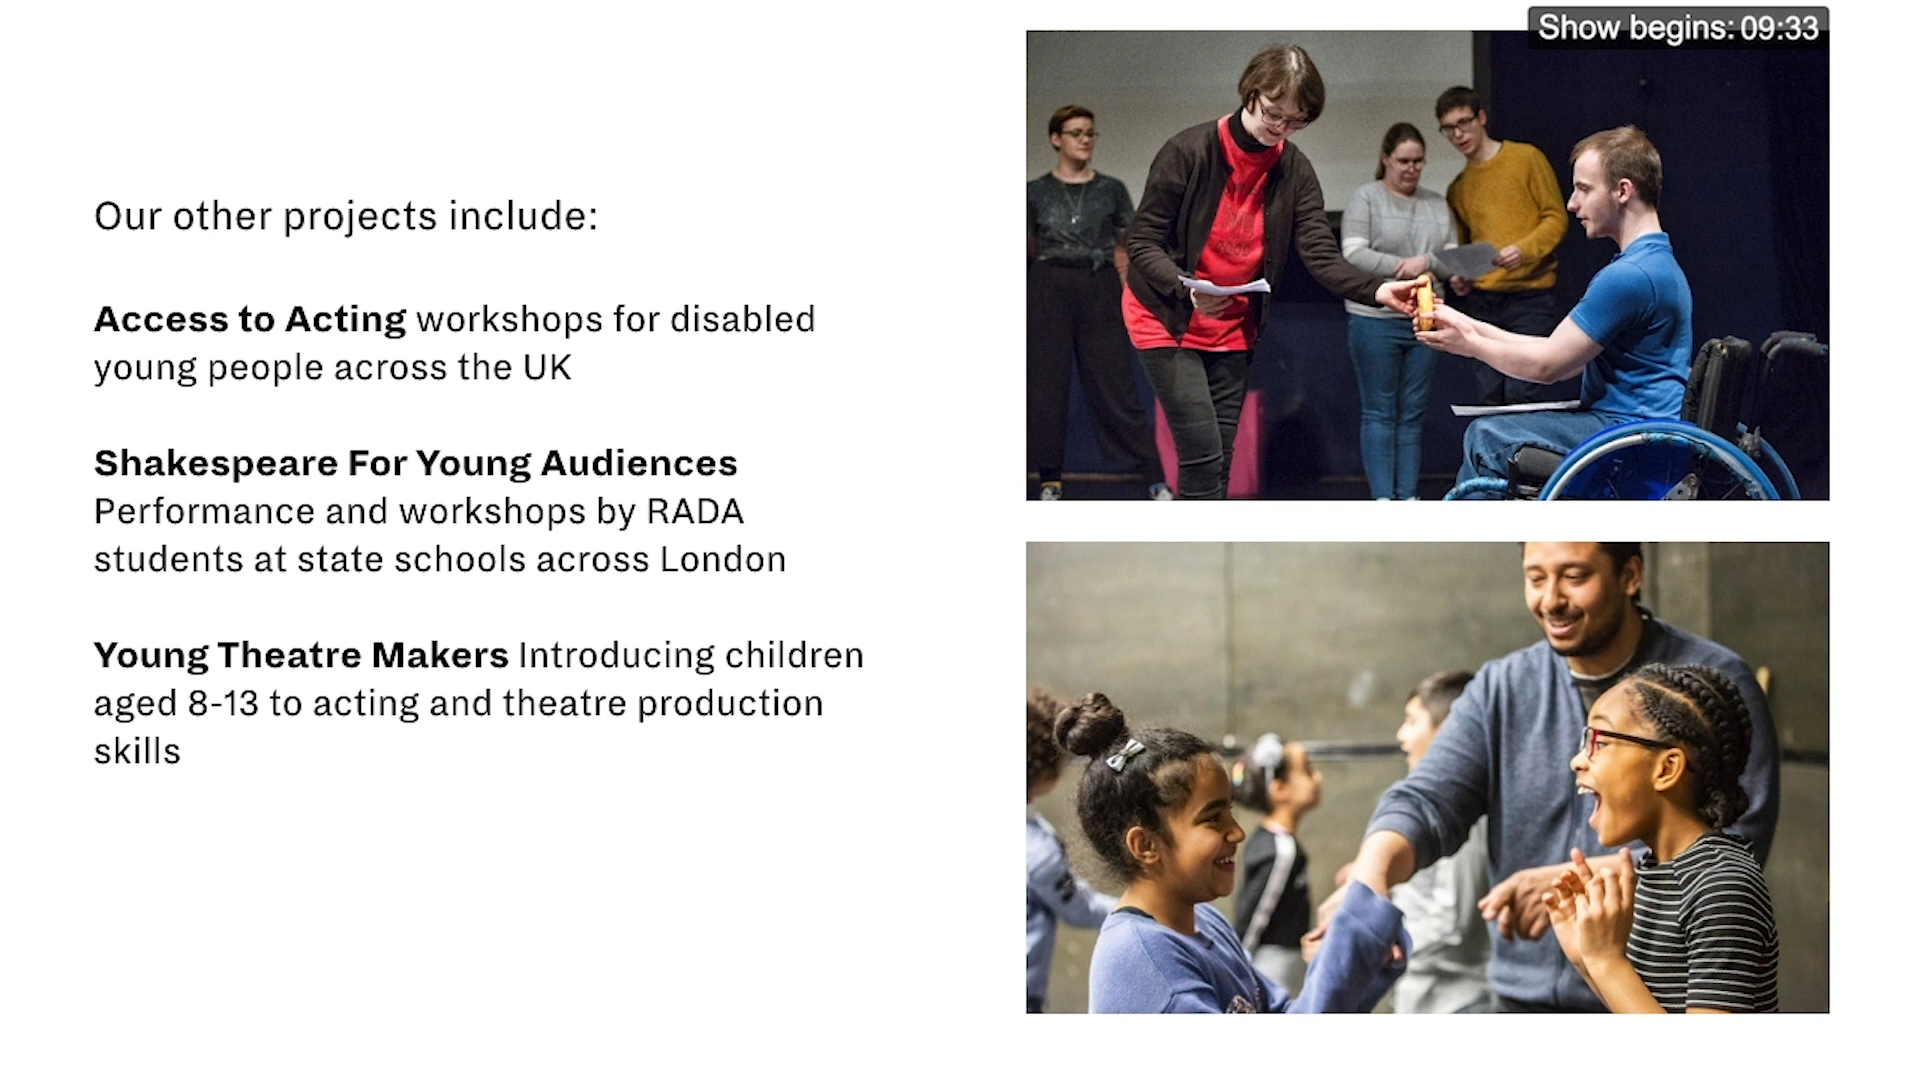 Show begins: 09:33
Our other projects include:
Access to Acting workshops for disabled
young people across the UK
Shakespeare For Young Audiences
Performance and workshops by RADA
students at state schools across London
Young Theatre Makers Introducing children
aged 8-13 to acting and theatre production
skills